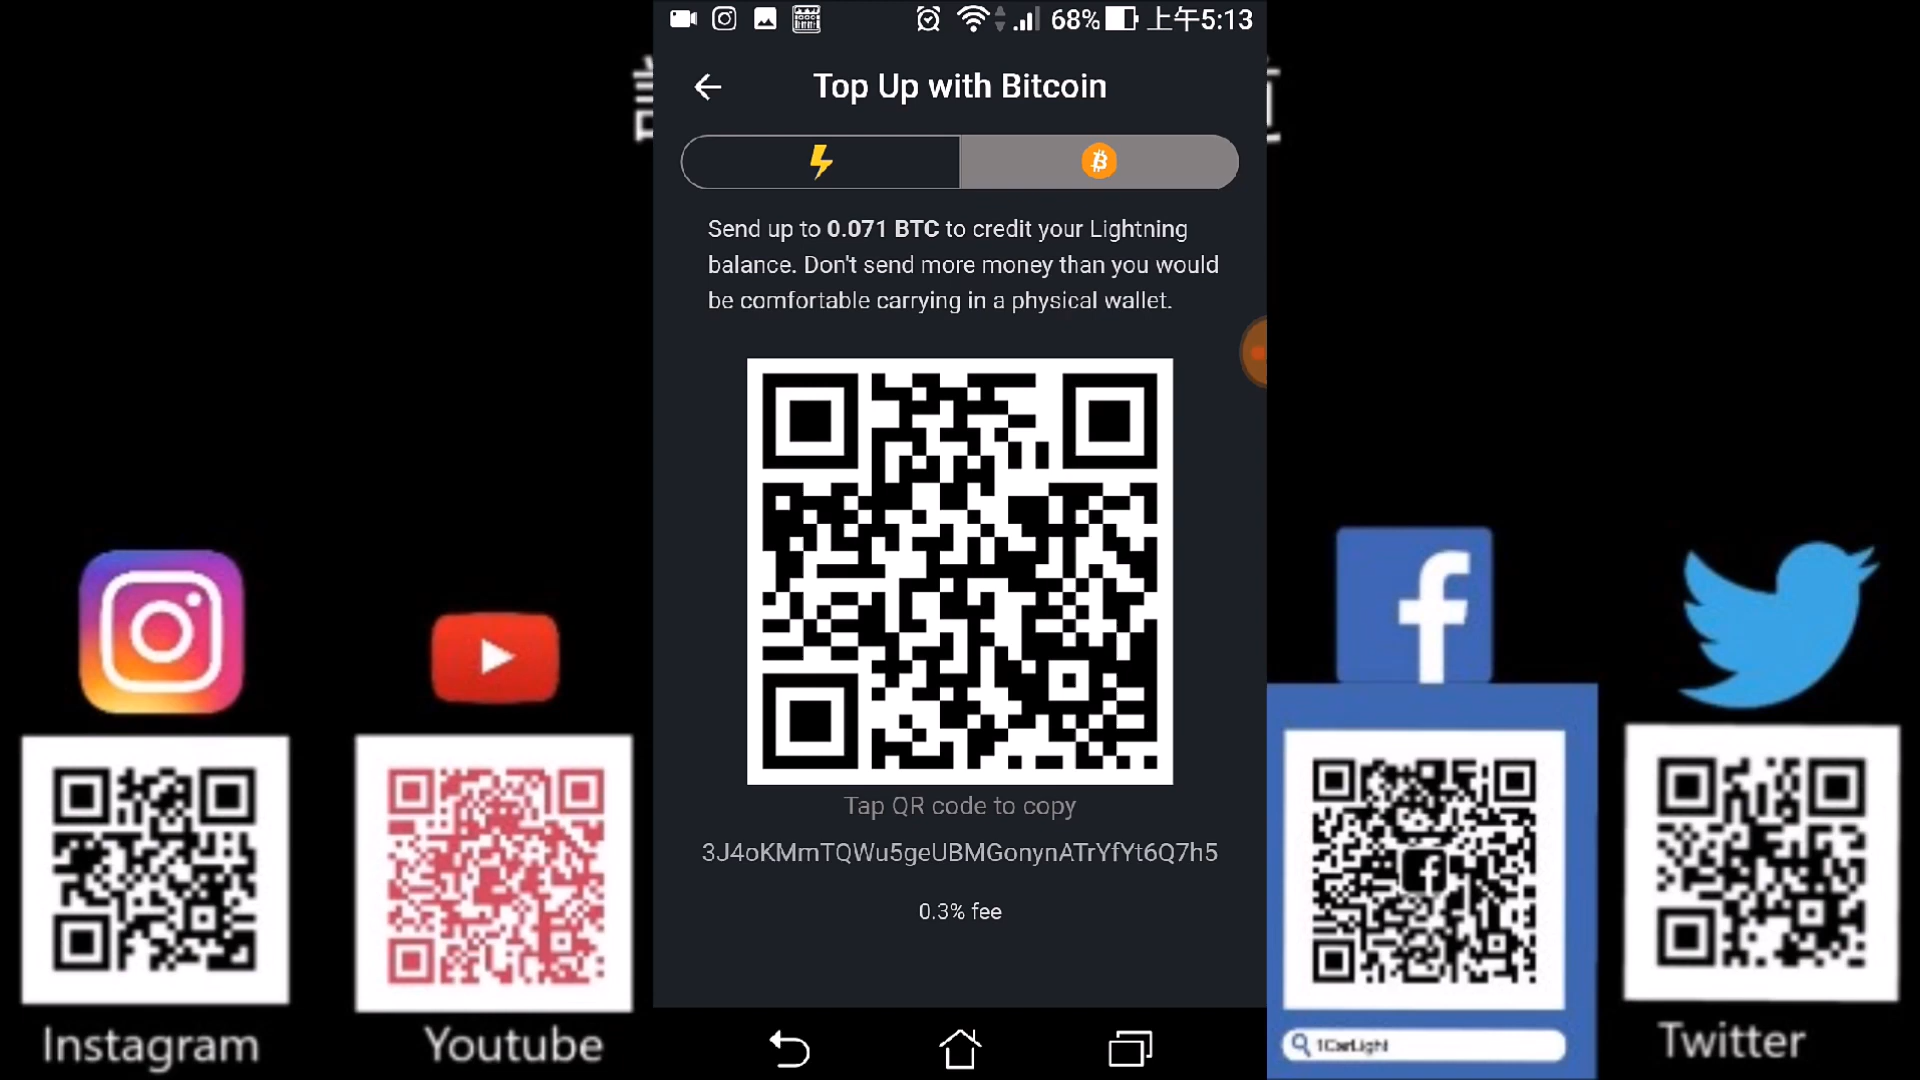 68% 上午5:13
Top Up with Bitcoin
Send up to 0.071 BTC to credit your Lightning
balance. Don't send more money than you would
be comfortable carrying in a physical wallet.
Tap QR code to copy
3J4oKMmTQWu5geUBMGonynATrYfYt6Q7h5
0.3% fee
Instagram
Youtube
1CarLight
Twitter